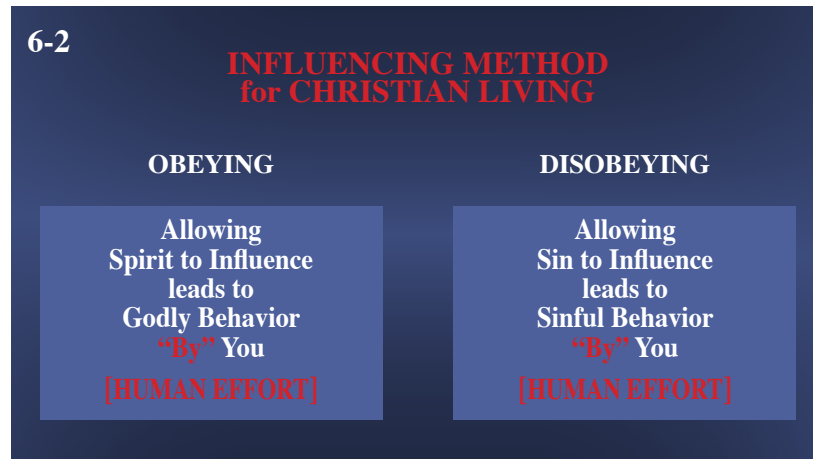 6-2
INFLUENCING METHOD
for CHRISTIAN LIVING
OBEYING
Allowing
Spirit to Influence
leads to
Godly Behavior
“By” You
[HUMAN EFFORT]
DISOBEYING
Allowing
Sin to Influence
leads to
Sinful Behavior
“By” You
[HUMAN EFFORT]